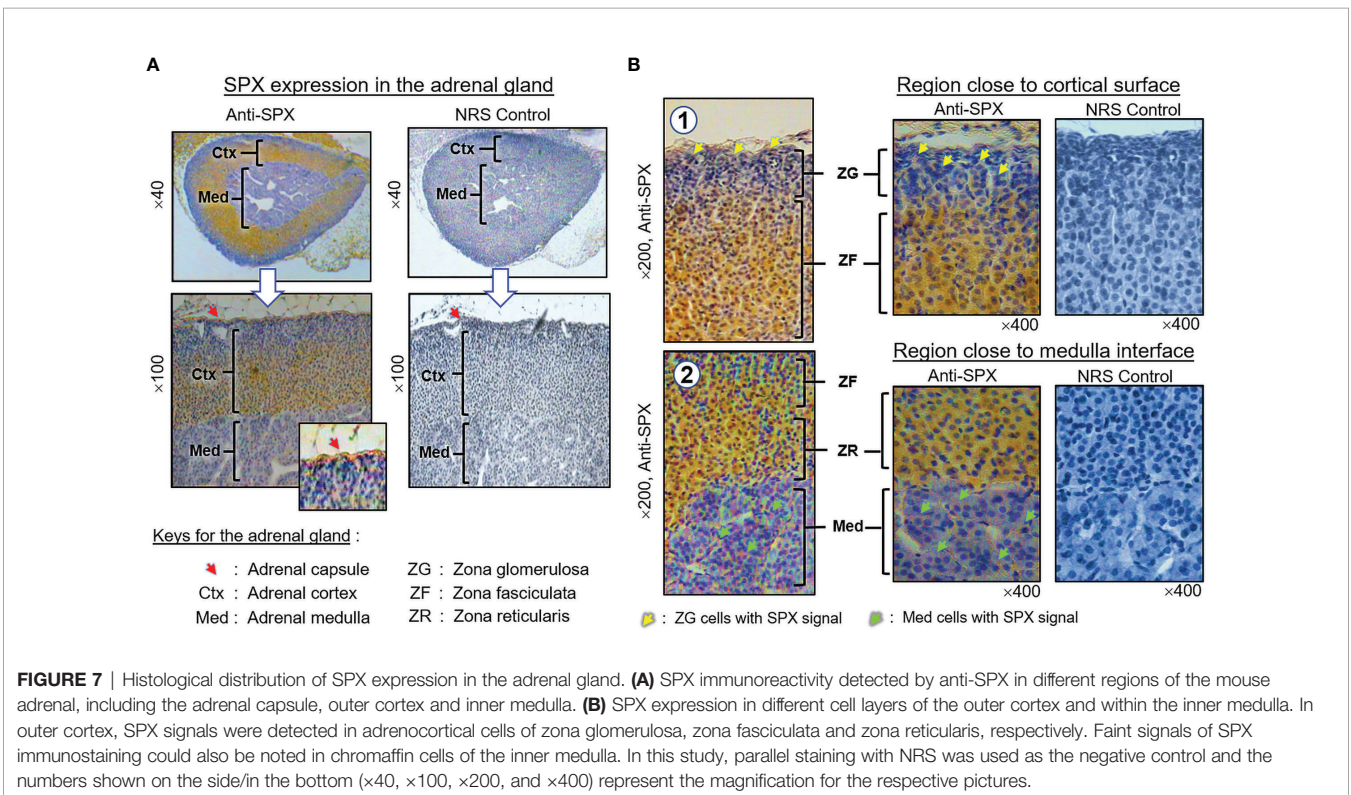 A
SPX expression in the adrenal gland
Anti-SPX
NRS Control
×40
Ctx
Med
×40
Ctx
Med
×100
Ctx
Med
×100
Ctx
Med
Keys for the adrenal gland :
: Adrenal capsule
Ctx : Adrenal cortex
Med : Adrenal medulla
ZG : Zona glomerulosa
ZF : Zona fasciculata
ZR : Zona reticularis
B
×200, Anti-SPX
1
ZG
ZF
Region close to cortical surface
Anti-SPX
NRS Control
×400
×400
×200, Anti-SPX
2
ZF
ZR
Med
Region close to medulla interface
Anti-SPX
NRS Control
×400
×400
: ZG cells with SPX signal
: Med cells with SPX signal
FIGURE 7 | Histological distribution of SPX expression in the adrenal gland. (A) SPX immunoreactivity detected by anti-SPX in different regions of the mouse
adrenal, including the adrenal capsule, outer cortex and inner medulla. (B) SPX expression in different cell layers of the outer cortex and within the inner medulla. In
outer cortex, SPX signals were detected in adrenocortical cells of zona glomerulosa, zona fasciculata and zona reticularis, respectively. Faint signals of SPX
immunostaining could also be noted in chromaffin cells of the inner medulla. In this study, parallel staining with NRS was used as the negative control and the
numbers shown on the side/in the bottom (×40, ×100, ×200, and ×400) represent the magnification for the respective pictures.